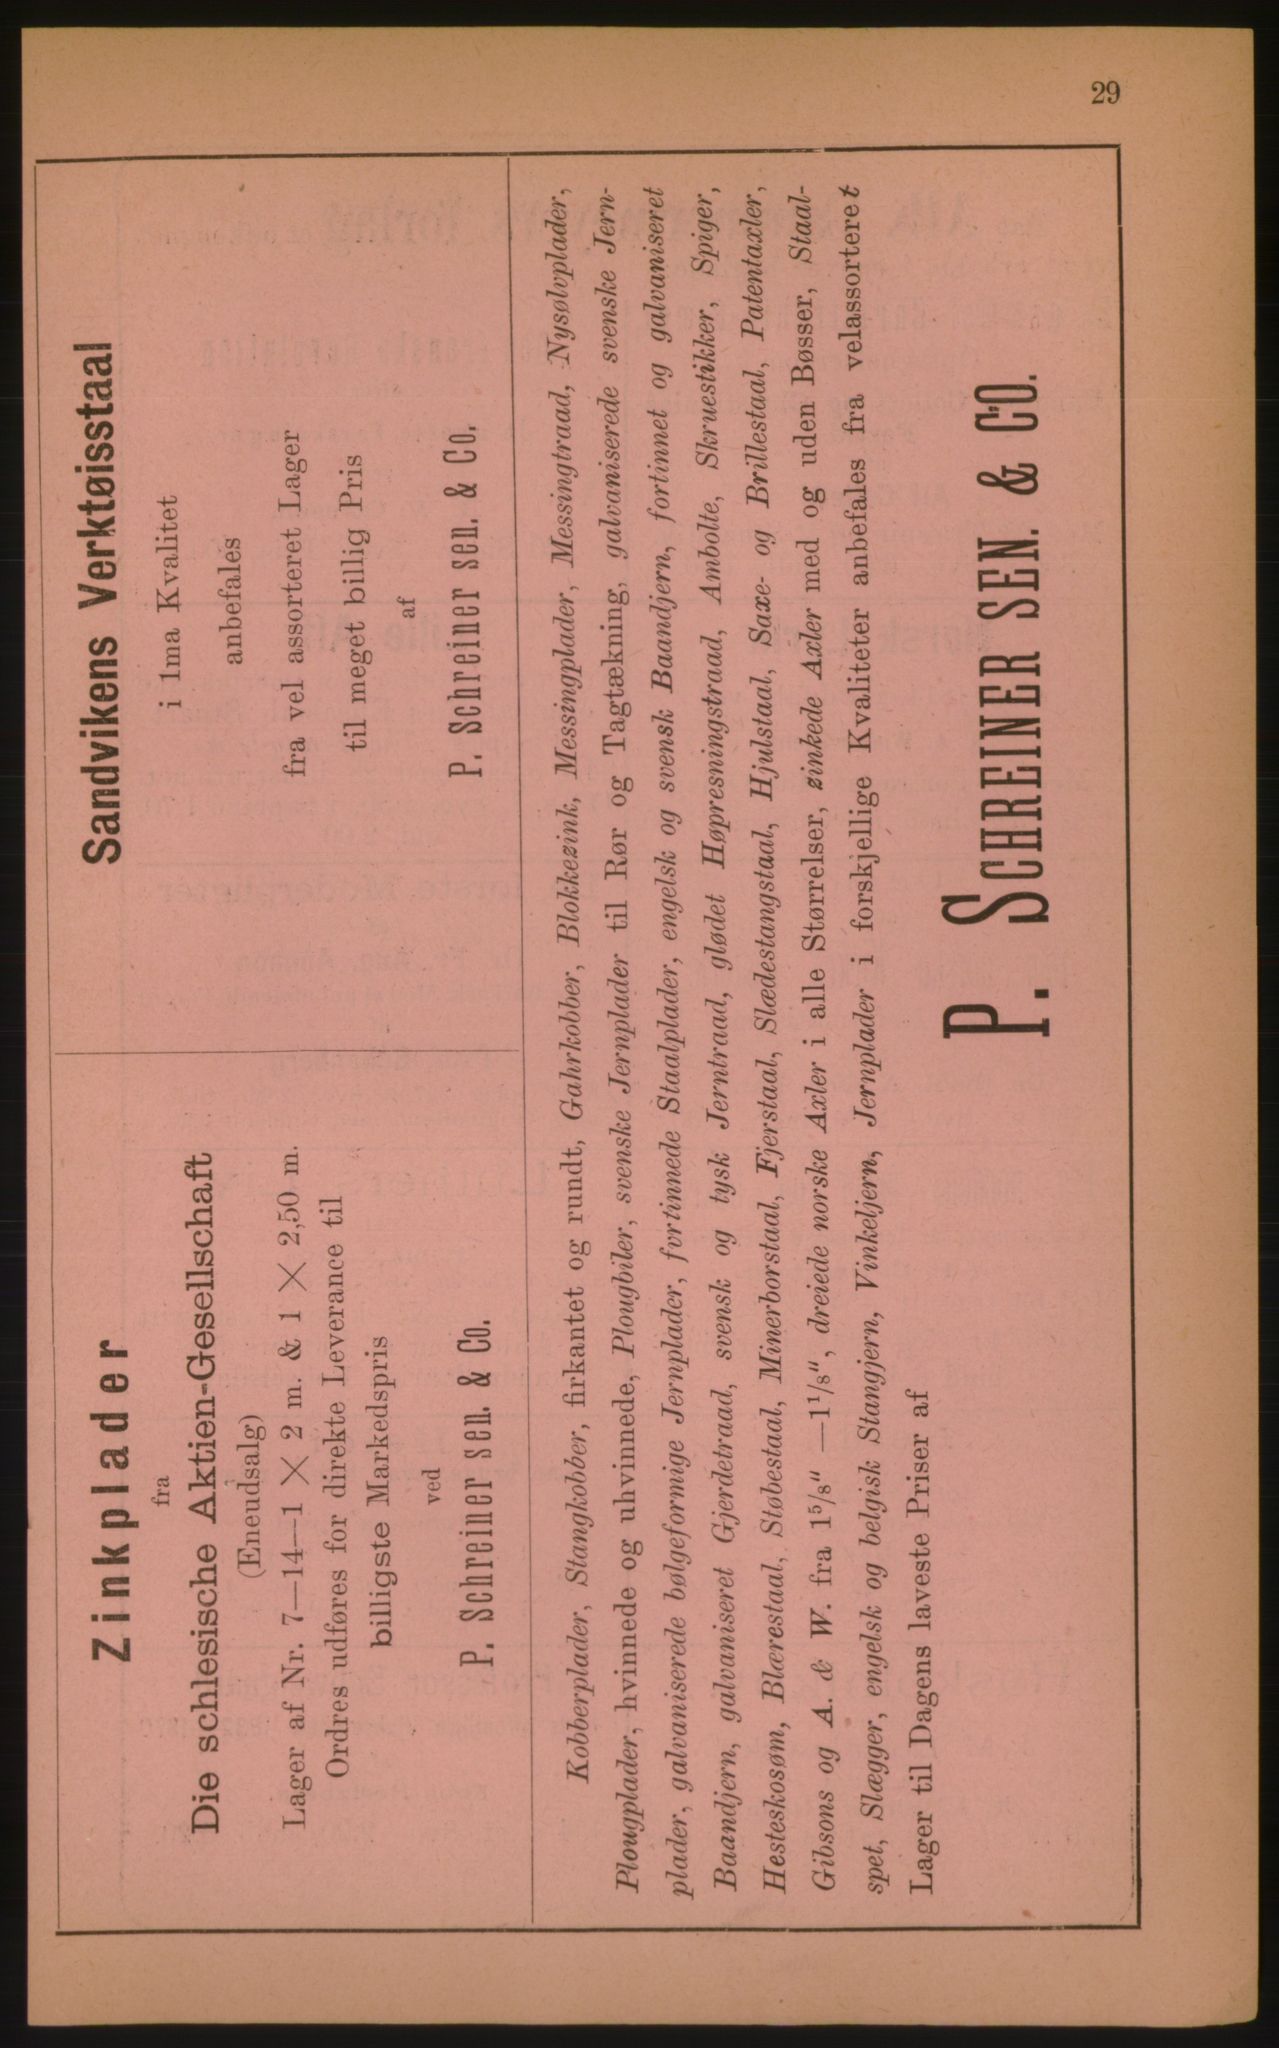 29
Zinkplader
fra
Die schlesische Aktien-Gesellschaft
(Eneudsalg)
Lager af Nr. 7—14—1 × 2 m. & 1 × 2,50 m.
Ordres udføres for direkte Leverance til
billigste Markedspris
ved
P. Schreiner sen. & Co.
Sandvikens Verktøisstaal
i 1ma Kvalitet
anbefales
fra vel assorteret Lager
til meget billig Pris
af
P. Schreiner sen. & Co.
Kobberplader, Stangkobber, firkantet og rundt, Gahrkobber, Blokkezink, Messingplader, Messingtraad, Nysølvplader,
Plougplader, hvinnede og uhvinnede, Plougbiler, svenske Jernplader til Rør og Tagtækning, galvaniserede svenske Jern-
plader, galvaniserede bølgeformige Jernplader, fortinnede Staalplader, engelsk og svensk Baandjern, fortinnet og galvaniseret
Baandjern, galvaniseret Gjerdetraad, svensk og tysk Jerntraad, glødet Høpresningstraad, Ambolte, Skruestikker, Spiger,
Hesteskosøm, Blærestaal, Støbestaal, Minerborstaal, Fjerstaal, Slædestangstaal, Hjulstaal, Saxe- og Brillestaal, Patentaxler,
Gibsons og A. & W. fra 1⁵/₈" —1¹/₈", dreiede norske Axler i alle Størrelser, zinkede Axler med og uden Bøsser, Staal-
spet, Slægger, engelsk og belgisk Stangjern, Vinkeljern, Jernplader i forskjellige Kvaliteter anbefales fra velassorteret
Lager til Dagens laveste Priser af
P. SCHREINER SEN. & CO.